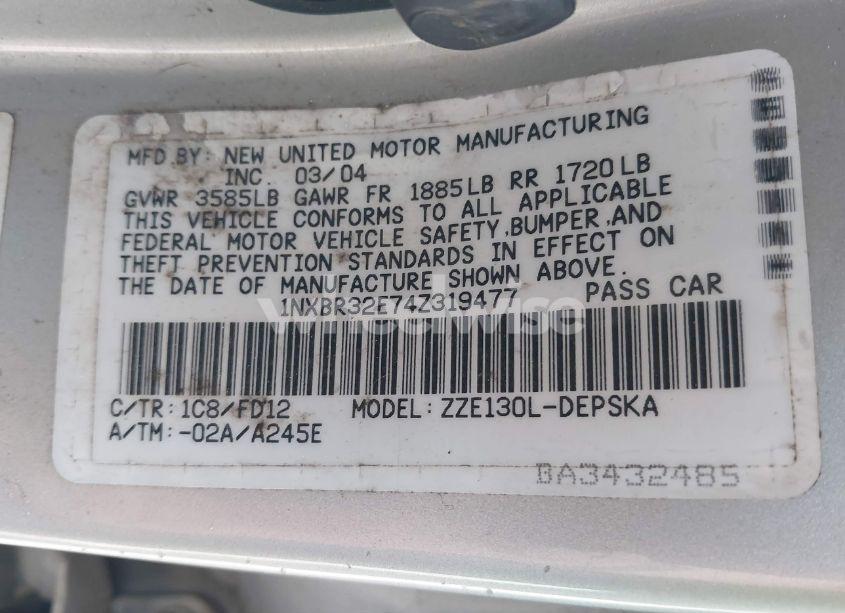 MFD BY: NEW UNITED MOTOR MANUFACTURING
INC. 03/04
GVWR 3585LB GAWR FR 1885LB RR 1720LB
THIS VEHICLE CONFORMS TO ALL APPLICABLE
FEDERAL MOTOR VEHICLE SAFETY,BUMPER,AND
THEFT PREVENTION STANDARDS IN EFFECT ON
THE DATE OF MANUFACTURE SHOWN ABOVE.
1NXBR32E74Z319477 PASS CAR
wheelwise
C/TR: 1C8/FD12 MODEL: ZZE130L-DEPSKA
A/TM: -02A/A245E
BA3432485